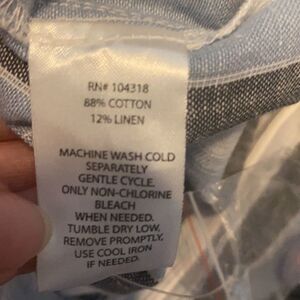 RN# 104318
88% COTTON
12% LINEN
MACHINE WASH COLD
SEPARATELY
GENTLE CYCLE.
ONLY NON-CHLORINE
BLEACH
WHEN NEEDED.
TUMBLE DRY LOW,
REMOVE PROMPTLY,
USE COOL IRON
IF NEEDED.